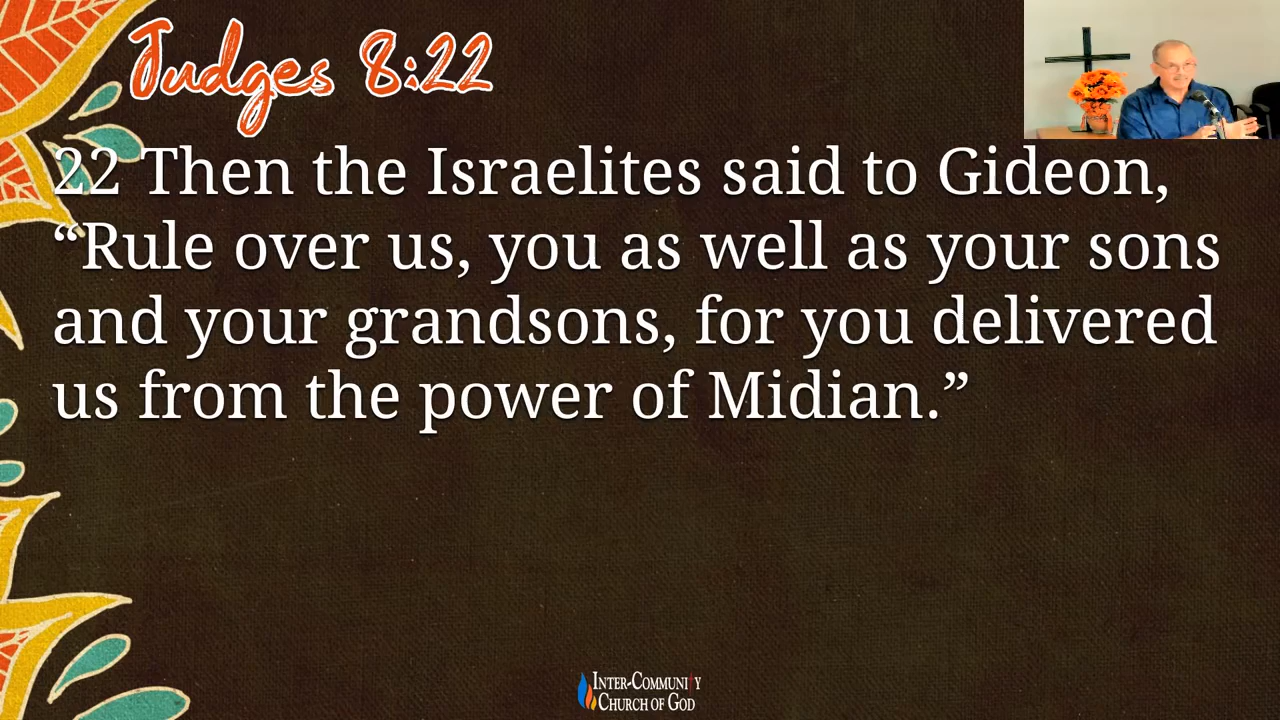 Judges 8:22
22 Then the Israelites said to Gideon,
“Rule over us, you as well as your sons
and your grandsons, for you delivered
us from the power of Midian.”
Inter-Community
Church of God